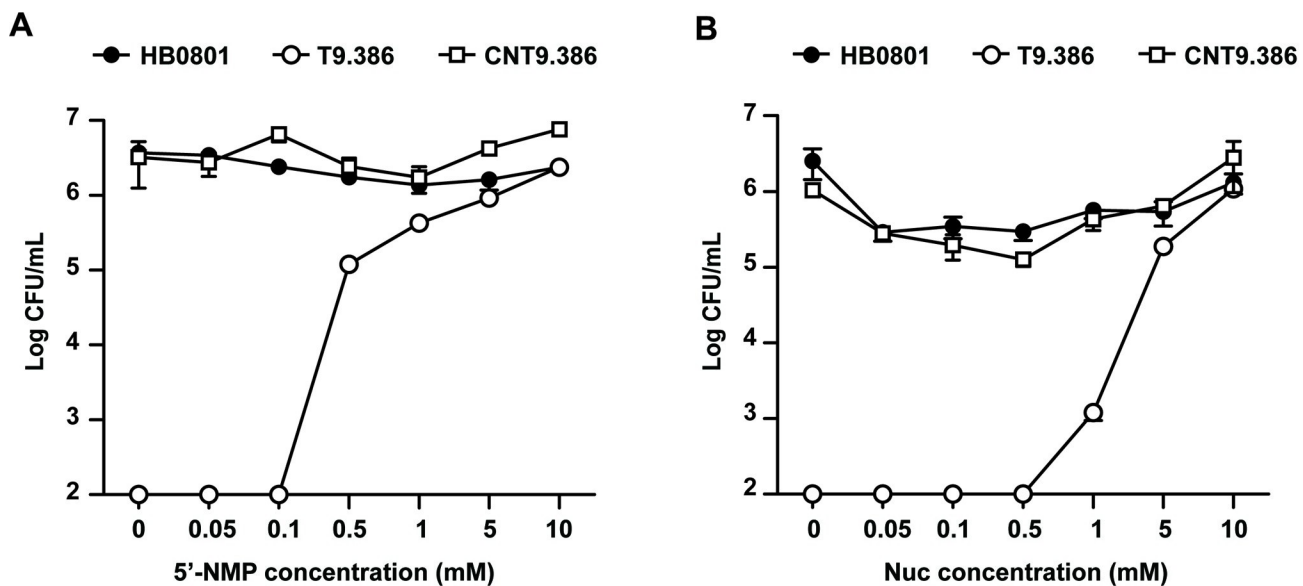 A
HB0801 T9.386 CNT9.386
7
6
5
4
3
2
Log CFU/mL
0 0.05 0.1 0.5 1 5 10
5’-NMP concentration (mM)
B
HB0801 T9.386 CNT9.386
7
6
5
4
3
2
Log CFU/mL
0 0.05 0.1 0.5 1 5 10
Nuc concentration (mM)